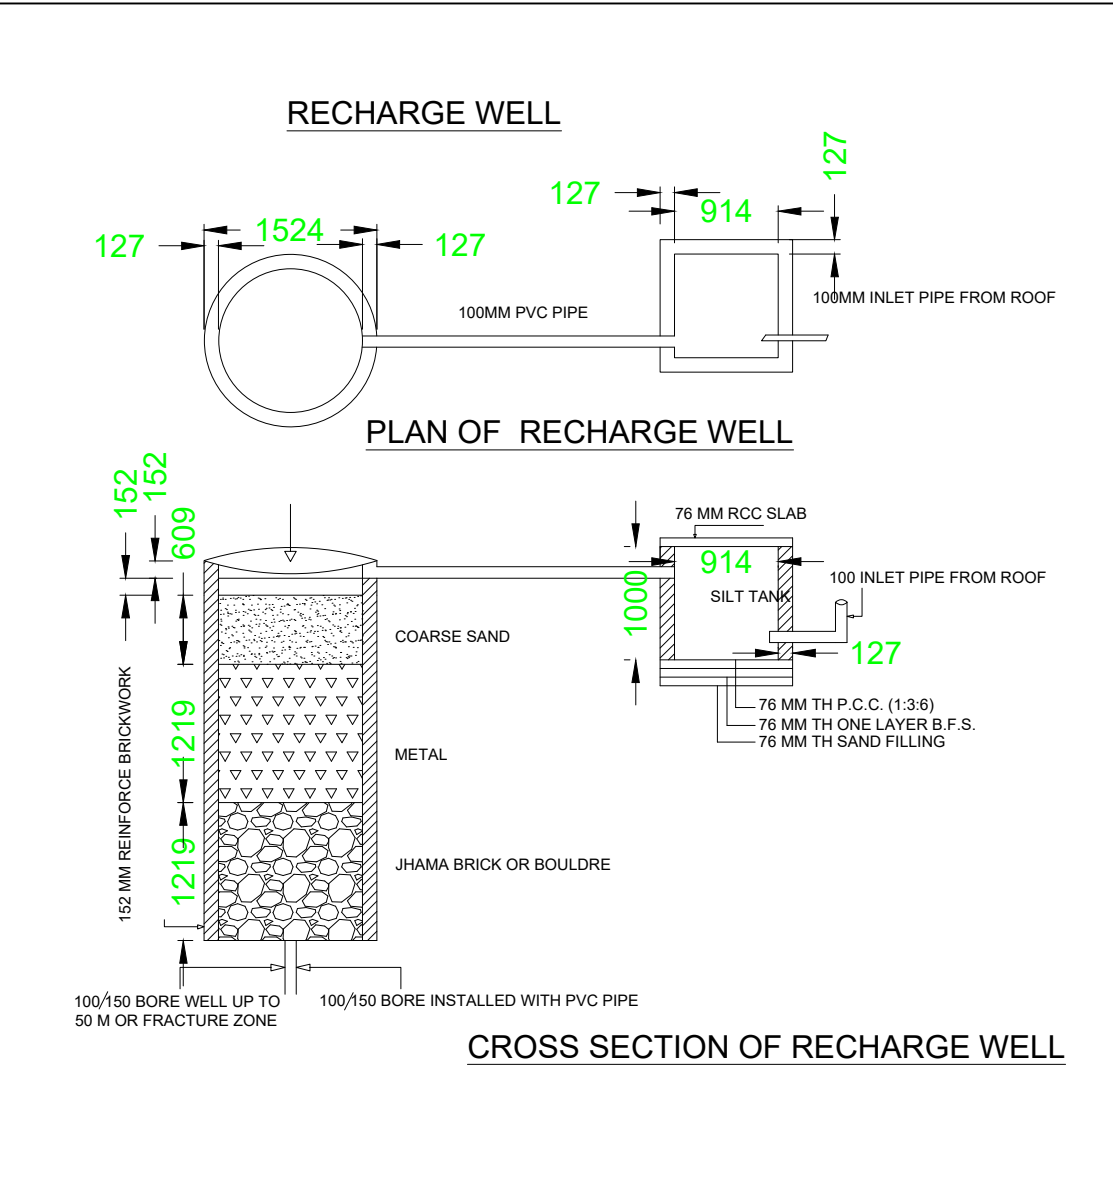 RECHARGE WELL
127
127
914
1524
127
127
100MM INLET PIPE FROM ROOF
100MM PVC PIPE
PLAN OF RECHARGE WELL
152
152
609
76 MM RCC SLAB
914
1000
100 INLET PIPE FROM ROOF
SILT TANK
COARSE SAND
127
152 MM REINFORCE BRICKWORK
1219
76 MM TH P.C.C. (1:3:6)
76 MM TH ONE LAYER B.F.S.
76 MM TH SAND FILLING
METAL
1219
JHAMA BRICK OR BOULDRE
100/150 BORE WELL UP TO
50 M OR FRACTURE ZONE
100/150 BORE INSTALLED WITH PVC PIPE
CROSS SECTION OF RECHARGE WELL